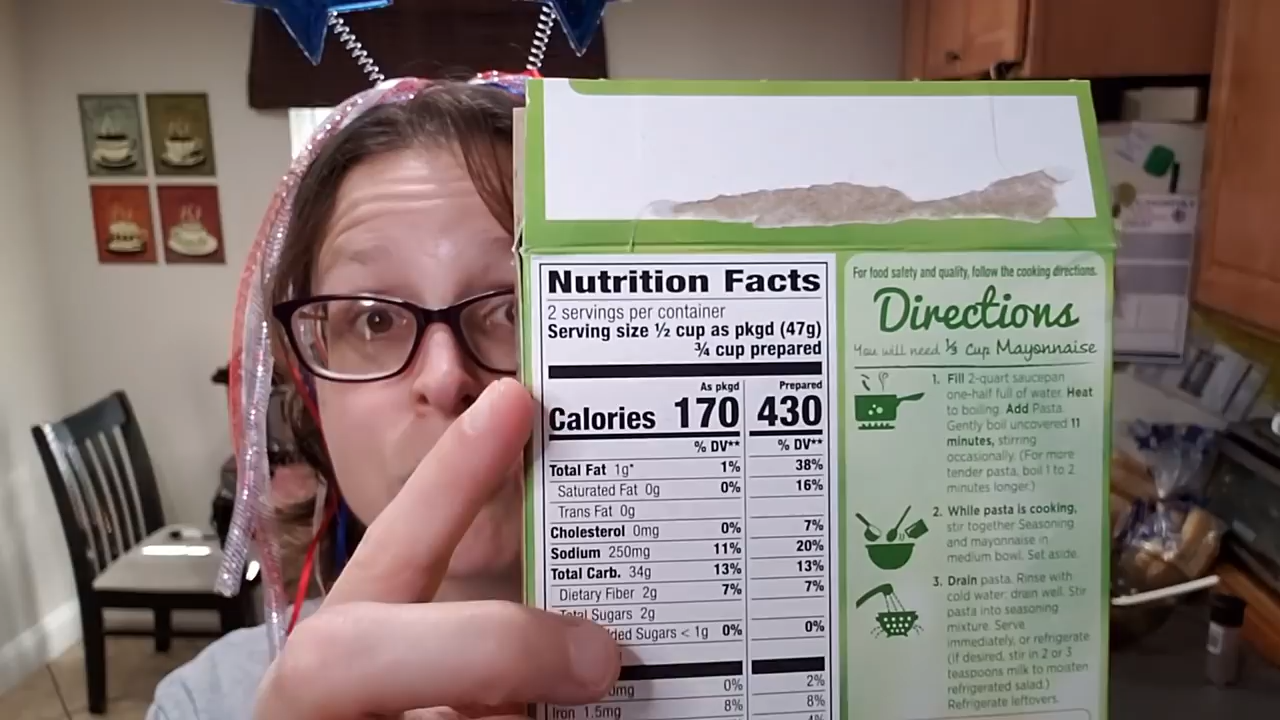 Nutrition Facts
2 servings per container
Serving size ½ cup as pkgd (47g)
¾ cup prepared
As pkgd Prepared
Calories 170 430
% DV** % DV**
Total Fat 1g* 1% 38%
Saturated Fat 0g 0% 16%
Trans Fat 0g
Cholesterol 0mg 0% 7%
Sodium 250mg 11% 20%
Total Carb. 34g 13% 13%
Dietary Fiber 2g 7% 7%
Total Sugars 2g
Sugars < 1g 0% 0%
0% 2%
Iron 1.5mg 8% 8%
For food safety and quality, follow the cooking directions.
Directions
You will need ⅓ cup Mayonnaise
1. Fill 2-quart saucepan
one-half full of water. Heat
to boiling. Add Pasta.
Gently boil uncovered 11
minutes, stirring
occasionally. (For more
tender pasta, boil 1 to 2
minutes longer.)
2. While pasta is cooking,
stir together Seasoning
and mayonnaise in
medium bowl. Set aside.
3. Drain pasta. Rinse with
cold water; drain well. Stir
pasta into seasoning
mixture. Serve
immediately, or refrigerate
(if desired, stir in 2 or 3
teaspoons milk to moisten
refrigerated salad.)
Refrigerate leftovers.